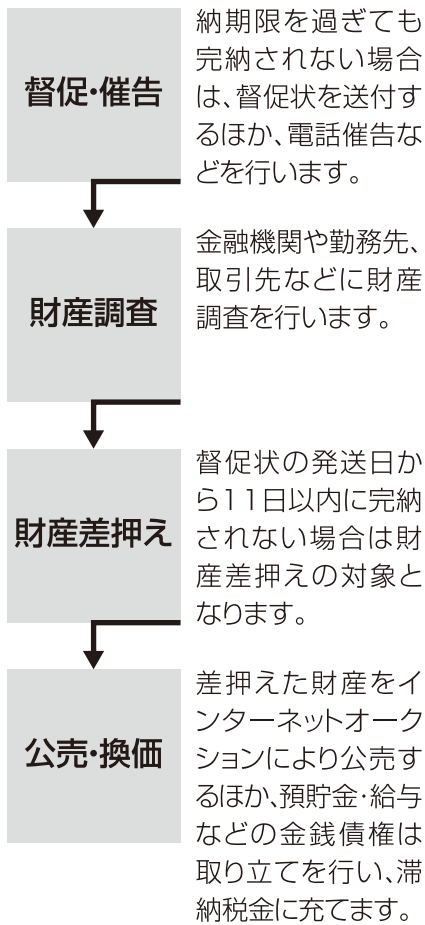 督促・催告
納期限を過ぎても
完納されない場合
は、督促状を送付す
るほか、電話催告な
どを行います。
財産調査
金融機関や勤務先、
取引先などに財産
調査を行います。
財産差押え
督促状の発送日か
ら11日以内に完納
されない場合は財
産差押えの対象と
なります。
公売・換価
差押えた財産をイ
ンターネットオーク
ションにより公売す
るほか、預貯金・給与
などの金銭債権は
取り立てを行い、滞
納税金に充てます。